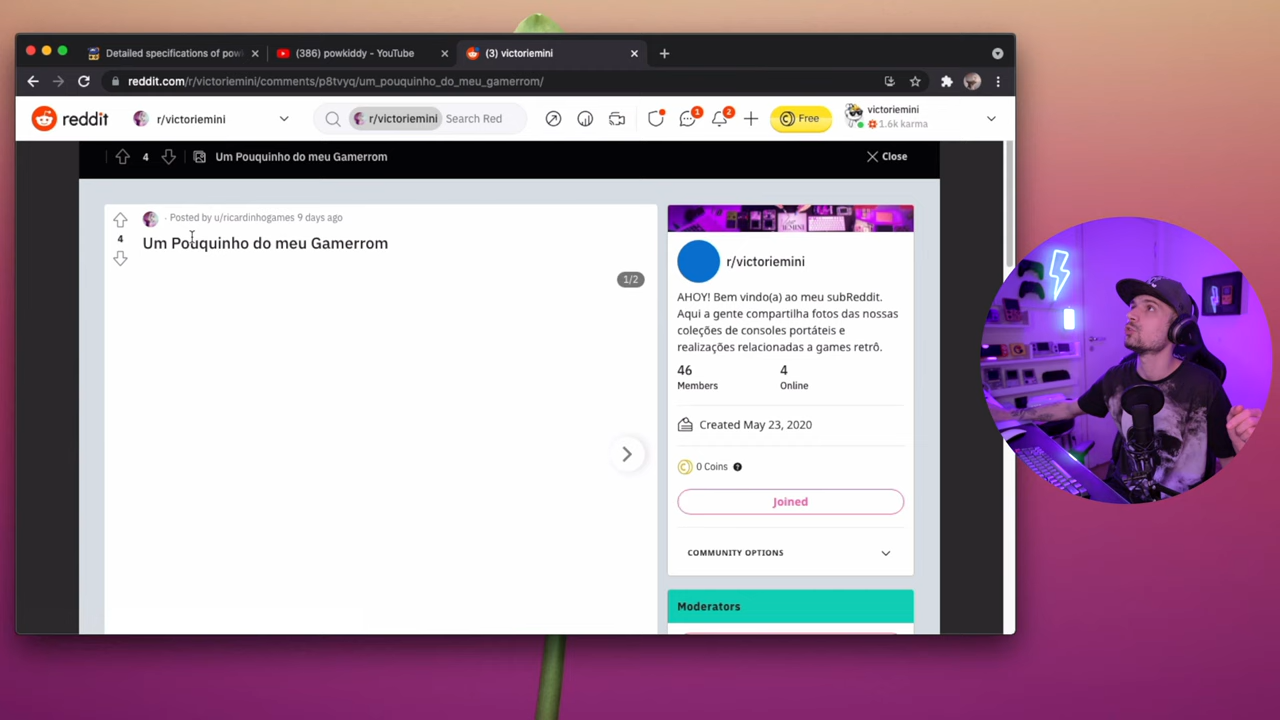 Detailed specifications of pow
(386) powkiddy - YouTube
(3) victoriemini
reddit.com/r/victoriemini/comments/p8tvyq/um_pouquinho_do_meu_gamerrom/
reddit
r/victoriemini
r/victoriemini
Search Red
1
2
Free
victoriemini
1.6k karma
4
Um Pouquinho do meu Gamerrom
Close
Posted by u/ricardinhogames 9 days ago
4
Um Pouquinho do meu Gamerrom
1/2
r/victoriemini
AHOY! Bem vindo(a) ao meu subReddit.
Aqui a gente compartilha fotos das nossas
coleções de consoles portáteis e
realizações relacionadas a games retrô.
46
4
Members
Online
Created May 23, 2020
0 Coins
Joined
COMMUNITY OPTIONS
Moderators